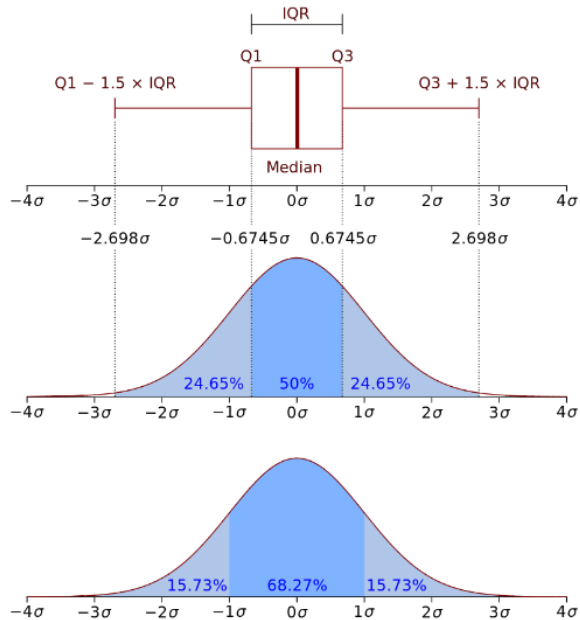 IQR
Q1 Q3
Q1 − 1.5 × IQR Q3 + 1.5 × IQR
Median
−4σ −3σ −2σ −1σ 0σ 1σ 2σ 3σ 4σ
−2.698σ −0.6745σ 0.6745σ 2.698σ
24.65% 50% 24.65%
−4σ −3σ −2σ −1σ 0σ 1σ 2σ 3σ 4σ
15.73% 68.27% 15.73%
−4σ −3σ −2σ −1σ 0σ 1σ 2σ 3σ 4σ